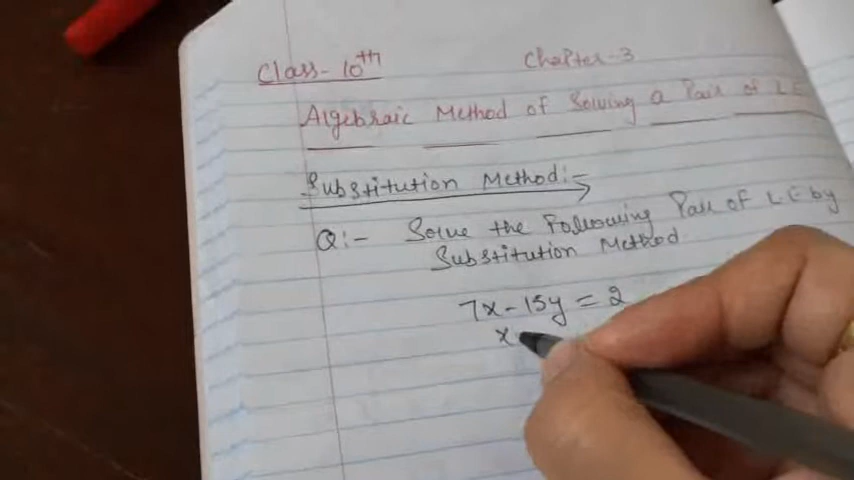 Class- 10th Chapter-3
Algebraic Method of Solving a Pair of LE
Substitution Method:-
Q:- Solve the Following Pair of LE by
Substitution Method
7x-15y = 2
x